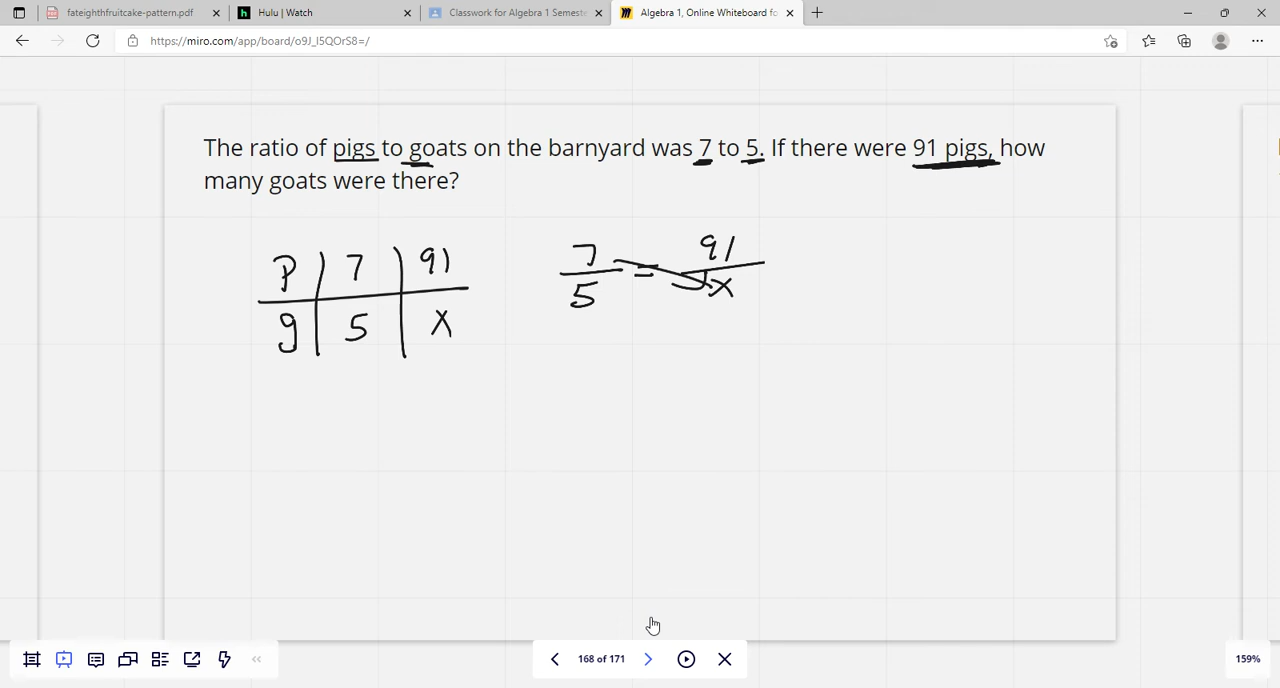 fateighthfruitcake-pattern.pdf
Hulu | Watch
Classwork for Algebra 1 Semeste
Algebra 1, Online Whiteboard fo
https://miro.com/app/board/o9J_l5QOrS8=/
The ratio of pigs to goats on the barnyard was 7 to 5. If there were 91 pigs, how
many goats were there?
P 7 91
g 5 x
7/5 = 91/x
168 of 171
159%